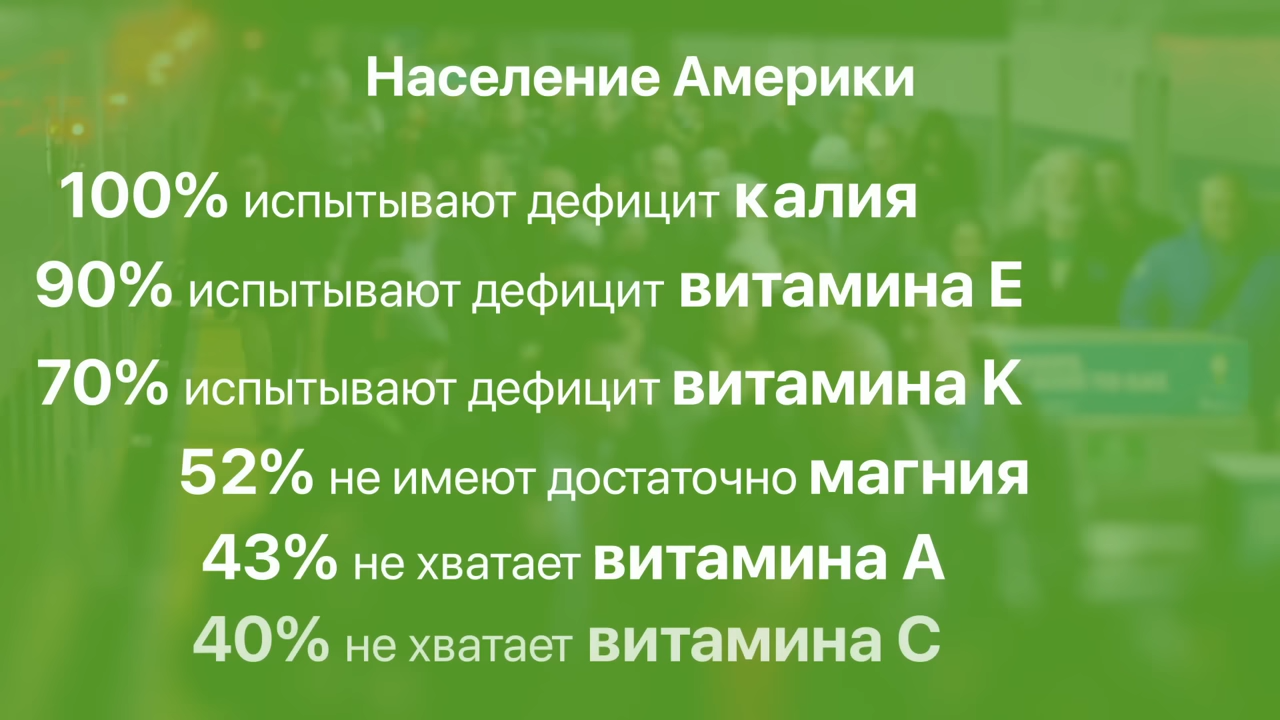 Население Америки
100% испытывают дефицит калия
90% испытывают дефицит витамина Е
70% испытывают дефицит витамина К
52% не имеют достаточно магния
43% не хватает витамина А
40% не хватает витамина С